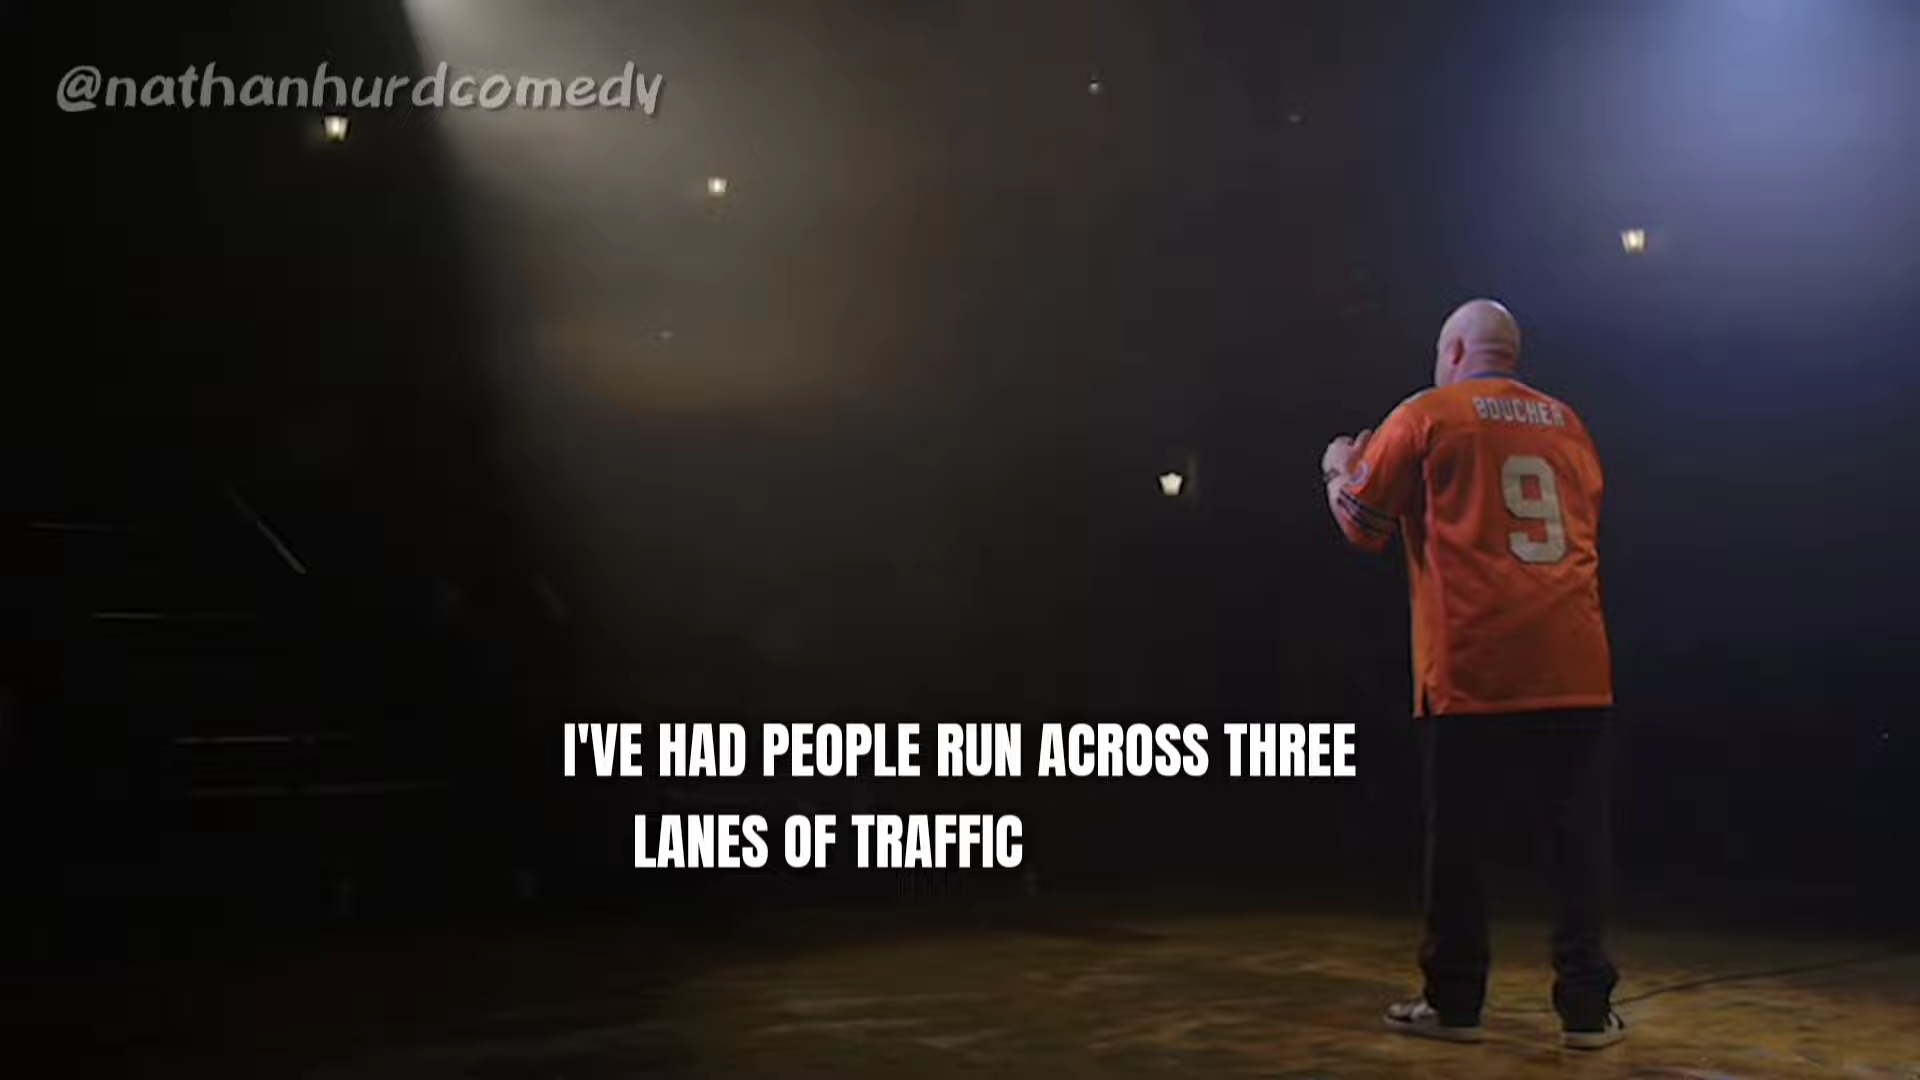 @nathanhurdcomedy
BOUCHER
9
I'VE HAD PEOPLE RUN ACROSS THREE
LANES OF TRAFFIC